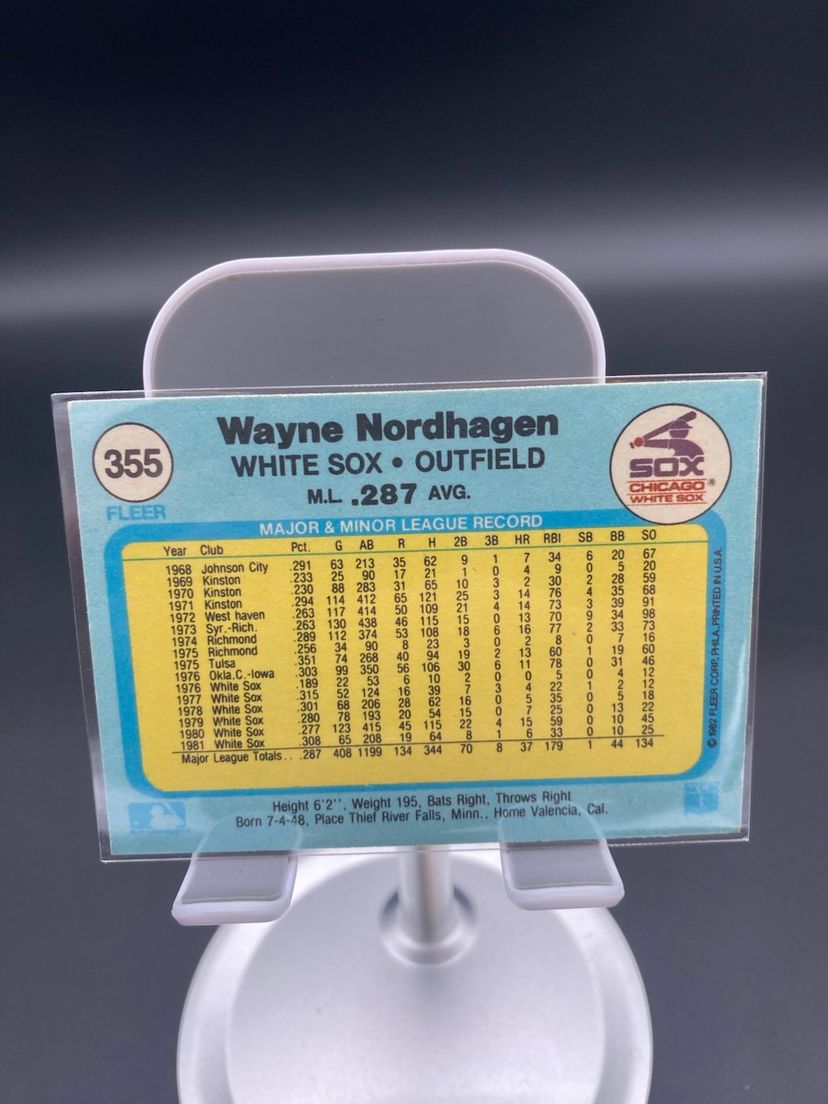 355
FLEER
Wayne Nordhagen
WHITE SOX • OUTFIELD
M.L. .287 AVG.
SOX
CHICAGO®
WHITE SOX
MAJOR & MINOR LEAGUE RECORD
Year Club Pct. G AB R H 2B 3B HR RBI SB BB SO
1968 Johnson City .291 63 213 35 62 9 1 7 34 6 20 67
1969 Kinston .233 25 90 17 21 1 0 4 9 0 5 20
1970 Kinston .230 88 283 31 65 10 3 2 30 2 28 59
1971 Kinston .294 114 412 65 121 25 3 14 76 4 35 68
1972 West haven .263 117 414 50 109 21 4 14 73 3 39 91
1973 Syr.-Rich. .263 130 438 46 115 15 0 13 70 9 34 98
1974 Richmond .289 112 374 53 108 18 6 16 77 2 33 73
1975 Richmond .256 34 90 8 23 3 0 2 8 0 7 16
1975 Tulsa .351 74 268 40 94 19 2 13 60 1 19 60
1976 Okla.C.-Iowa .303 99 350 56 106 30 6 11 78 0 31 46
1976 White Sox .189 22 53 6 10 2 0 0 5 0 4 12
1977 White Sox .315 52 124 16 39 7 3 4 22 1 2 12
1978 White Sox .301 68 206 28 62 16 0 5 35 0 5 18
1979 White Sox .280 78 193 20 54 15 0 7 25 0 13 22
1980 White Sox .277 123 415 45 115 22 4 15 59 0 10 45
1981 White Sox .308 65 208 19 64 8 1 6 33 0 10 25
Major League Totals . . .287 408 1199 134 344 70 8 37 179 1 44 134
© 1982 FLEER CORP. PHILA. PRINTED IN U.S.A.
Height 6'2'', Weight 195, Bats Right, Throws Right
Born 7-4-48, Place Thief River Falls, Minn., Home Valencia, Cal.